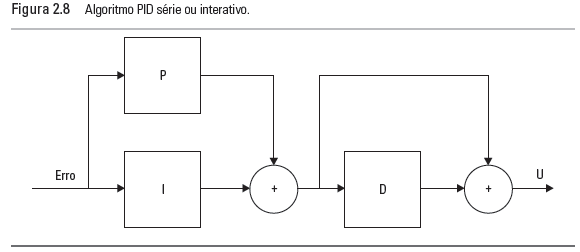 Figura 2.8 Algoritmo PID série ou interativo.
P
Erro
I
+
D
+
U